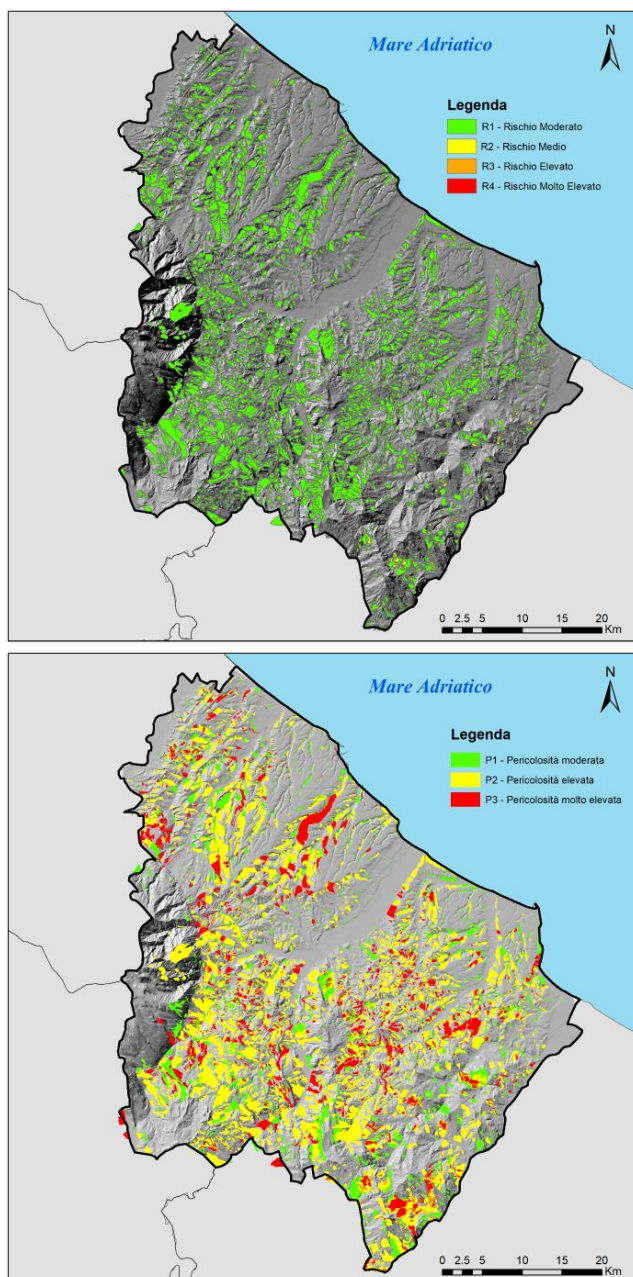 Mare Adriatico
N
Legenda
R1 - Rischio Moderato
R2 - Rischio Medio
R3 - Rischio Elevato
R4 - Rischio Molto Elevato
0 2.5 5 10 15 20
Km
Mare Adriatico
N
Legenda
P1 - Pericolosità moderata
P2 - Pericolosità elevata
P3 - Pericolosità molto elevata
0 2.5 5 10 15 20
Km